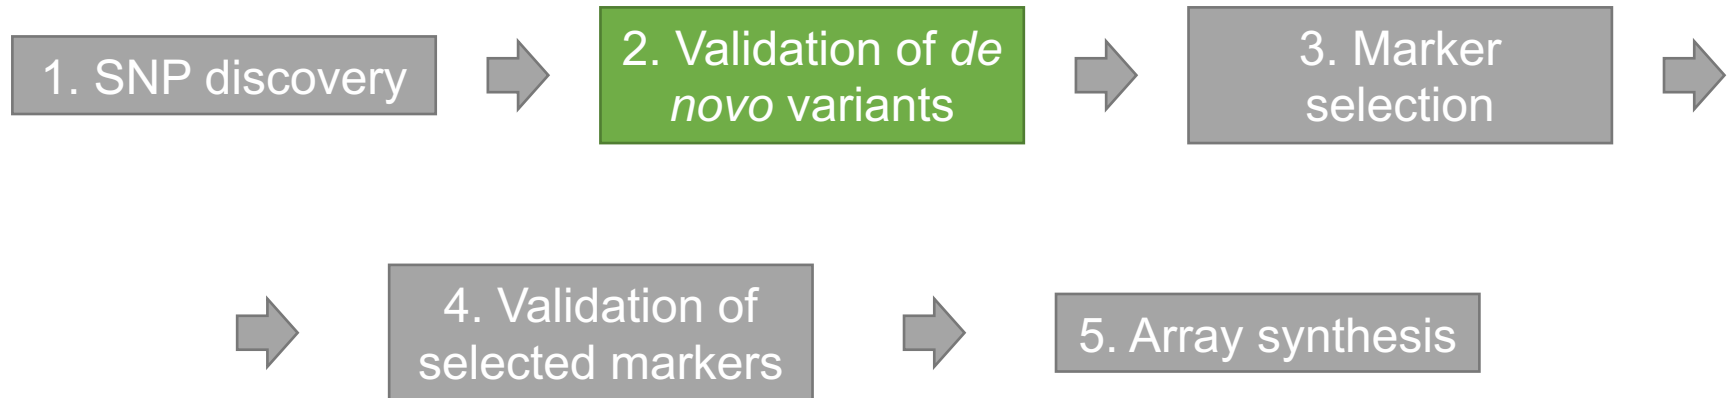 1. SNP discovery
2. Validation of de
novo variants
3. Marker
selection
4. Validation of
selected markers
5. Array synthesis